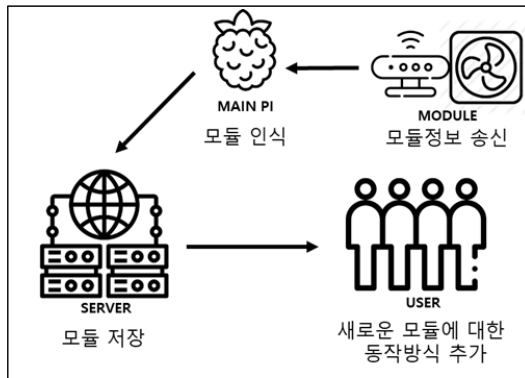 MAIN PI
모듈 인식
MODULE
모듈정보 송신
SERVER
모듈 저장
USER
새로운 모듈에 대한
동작방식 추가